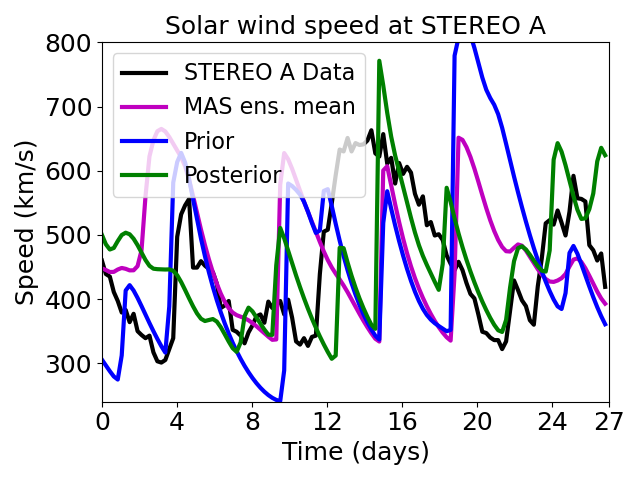 Solar wind speed at STEREO A
Speed (km/s)
800
700
600
500
400
300
STEREO A Data
MAS ens. mean
Prior
Posterior
0 4 8 12 16 20 24 27
Time (days)